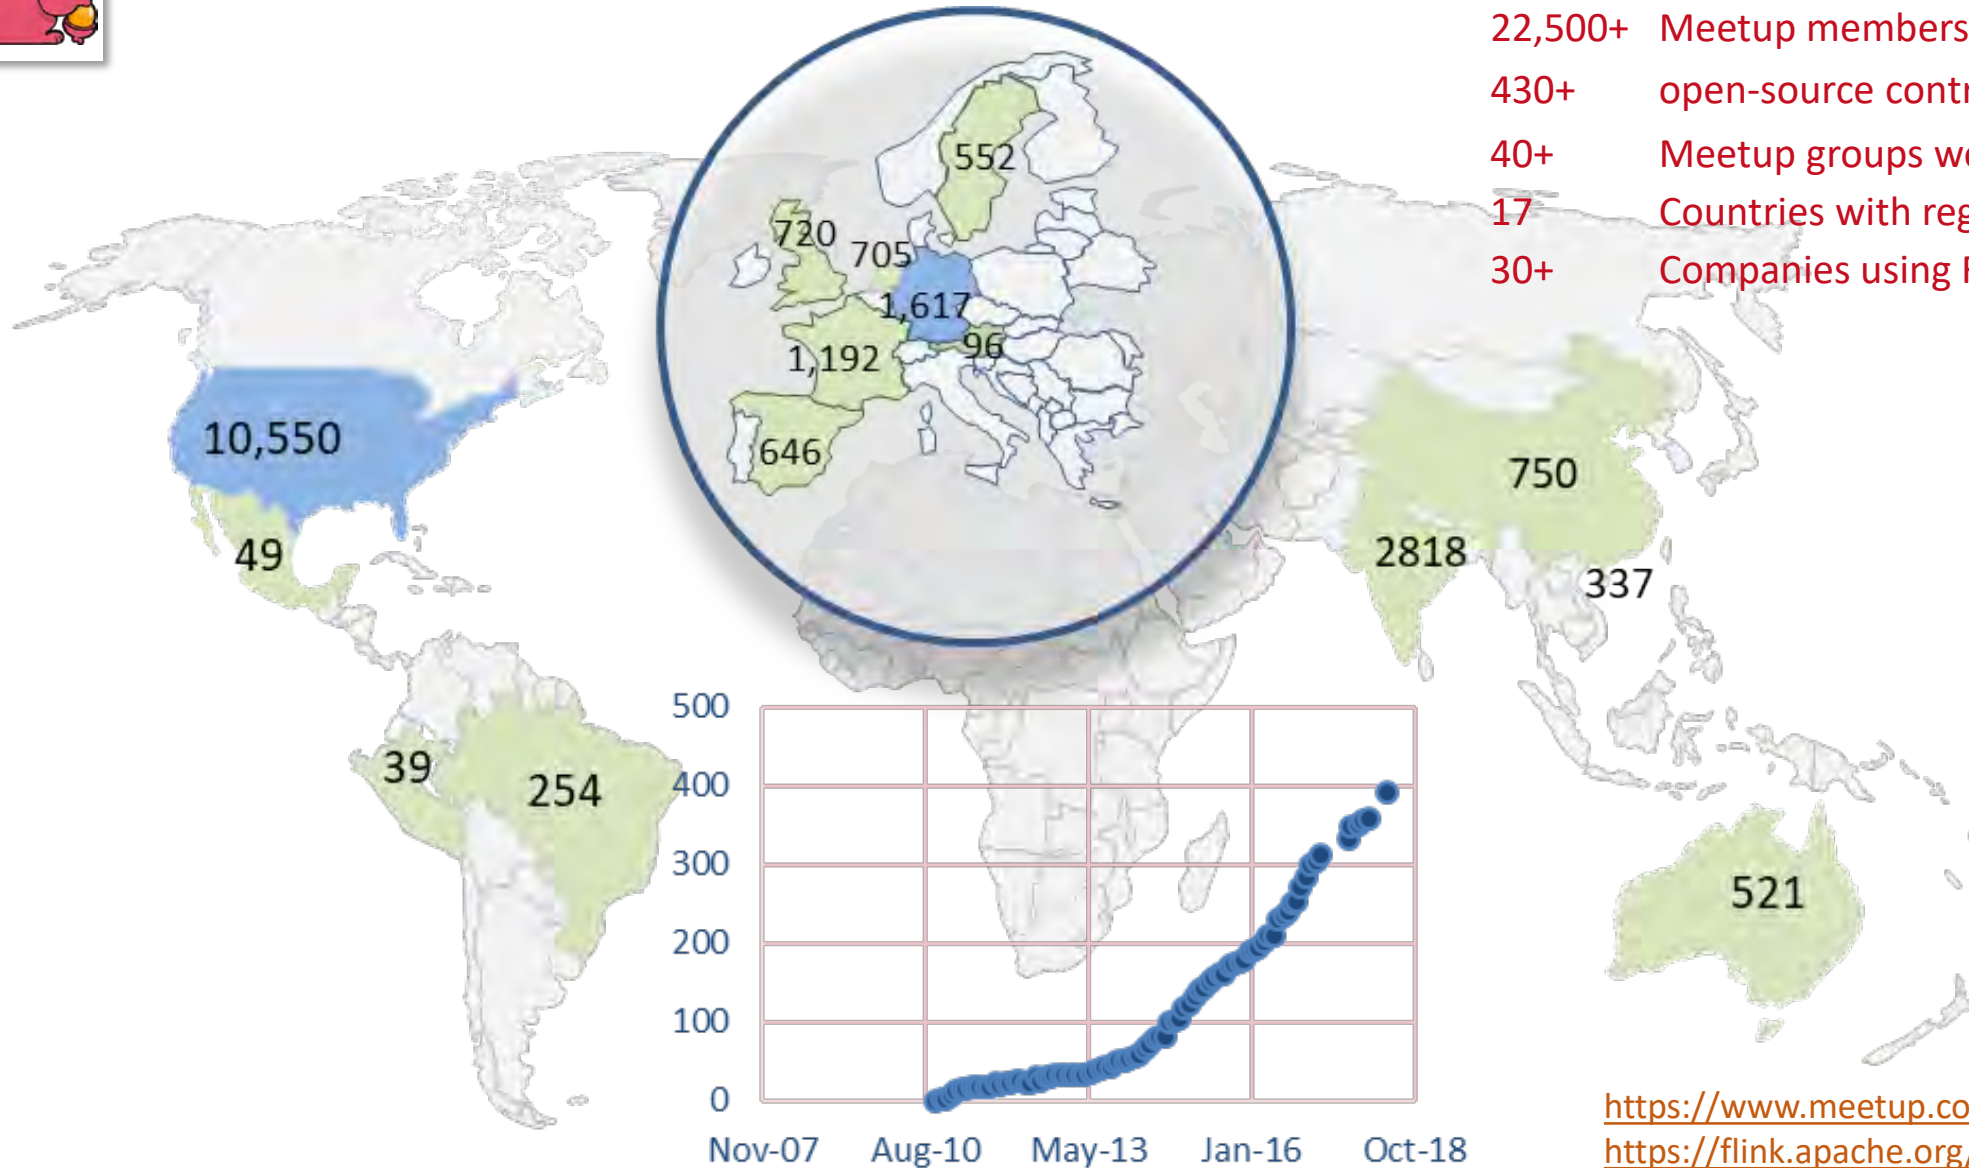 22,500+ Meetup members
430+ open-source
40+ Meetup groups
17 Countries with
30+ Companies using
552
720
705
1,617
96
1,192
646
10,550
49
39
254
750
2818
337
521
500
400
300
200
100
0
Nov-07 Aug-10 May-13 Jan-16 Oct-18
https://www.meetup.co
https://flink.apache.org/